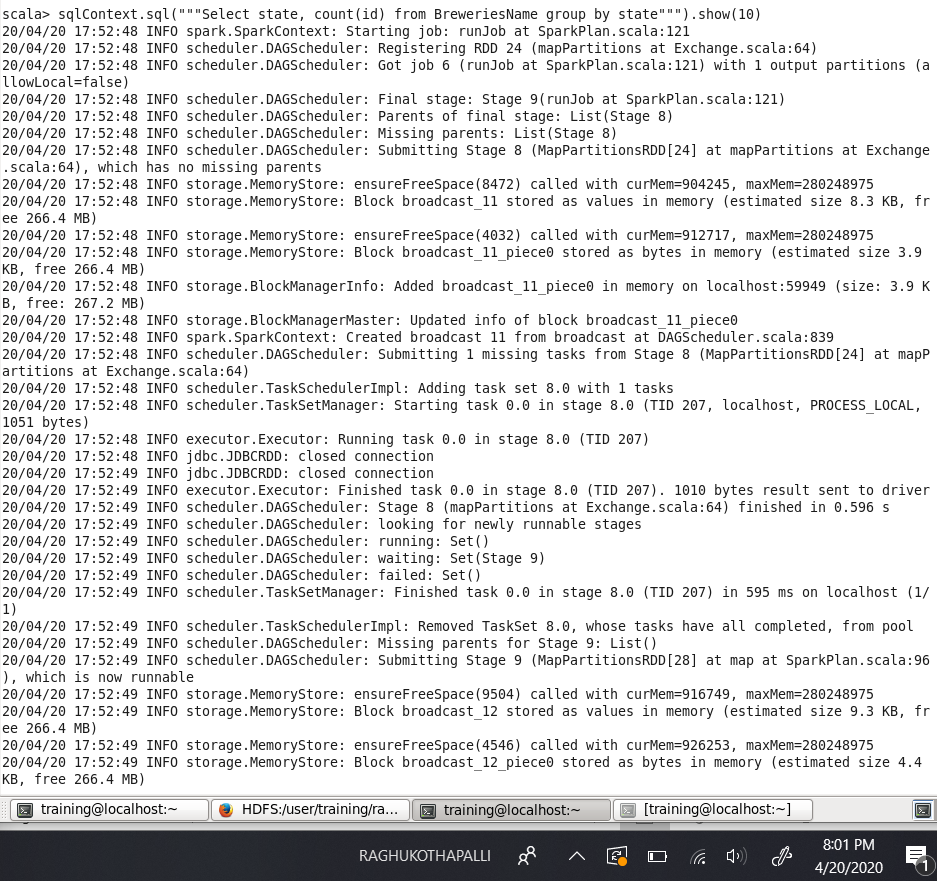 scala> sqlContext.sql("""Select state, count(id) from BreweriesName group by state""").show(10)
20/04/20 17:52:48 INFO spark.SparkContext: Starting job: runJob at SparkPlan.scala:121
20/04/20 17:52:48 INFO scheduler.DAGScheduler: Registering RDD 24 (mapPartitions at Exchange.scala:64)
20/04/20 17:52:48 INFO scheduler.DAGScheduler: Got job 6 (runJob at SparkPlan.scala:121) with 1 output partitions (a
llowLocal=false)
20/04/20 17:52:48 INFO scheduler.DAGScheduler: Final stage: Stage 9(runJob at SparkPlan.scala:121)
20/04/20 17:52:48 INFO scheduler.DAGScheduler: Parents of final stage: List(Stage 8)
20/04/20 17:52:48 INFO scheduler.DAGScheduler: Missing parents: List(Stage 8)
20/04/20 17:52:48 INFO scheduler.DAGScheduler: Submitting Stage 8 (MapPartitionsRDD[24] at mapPartitions at Exchange
.scala:64), which has no missing parents
20/04/20 17:52:48 INFO storage.MemoryStore: ensureFreeSpace(8472) called with curMem=904245, maxMem=280248975
20/04/20 17:52:48 INFO storage.MemoryStore: Block broadcast_11 stored as values in memory (estimated size 8.3 KB, fr
ee 266.4 MB)
20/04/20 17:52:48 INFO storage.MemoryStore: ensureFreeSpace(4032) called with curMem=912717, maxMem=280248975
20/04/20 17:52:48 INFO storage.MemoryStore: Block broadcast_11_piece0 stored as bytes in memory (estimated size 3.9
KB, free 266.4 MB)
20/04/20 17:52:48 INFO storage.BlockManagerInfo: Added broadcast_11_piece0 in memory on localhost:59949 (size: 3.9 K
B, free: 267.2 MB)
20/04/20 17:52:48 INFO storage.BlockManagerMaster: Updated info of block broadcast_11_piece0
20/04/20 17:52:48 INFO spark.SparkContext: Created broadcast 11 from broadcast at DAGScheduler.scala:839
20/04/20 17:52:48 INFO scheduler.DAGScheduler: Submitting 1 missing tasks from Stage 8 (MapPartitionsRDD[24] at mapP
artitions at Exchange.scala:64)
20/04/20 17:52:48 INFO scheduler.TaskSchedulerImpl: Adding task set 8.0 with 1 tasks
20/04/20 17:52:48 INFO scheduler.TaskSetManager: Starting task 0.0 in stage 8.0 (TID 207, localhost, PROCESS_LOCAL,
1051 bytes)
20/04/20 17:52:48 INFO executor.Executor: Running task 0.0 in stage 8.0 (TID 207)
20/04/20 17:52:48 INFO jdbc.JDBCRDD: closed connection
20/04/20 17:52:49 INFO jdbc.JDBCRDD: closed connection
20/04/20 17:52:49 INFO executor.Executor: Finished task 0.0 in stage 8.0 (TID 207). 1010 bytes result sent to driver
20/04/20 17:52:49 INFO scheduler.DAGScheduler: Stage 8 (mapPartitions at Exchange.scala:64) finished in 0.596 s
20/04/20 17:52:49 INFO scheduler.DAGScheduler: looking for newly runnable stages
20/04/20 17:52:49 INFO scheduler.DAGScheduler: running: Set()
20/04/20 17:52:49 INFO scheduler.DAGScheduler: waiting: Set(Stage 9)
20/04/20 17:52:49 INFO scheduler.DAGScheduler: failed: Set()
20/04/20 17:52:49 INFO scheduler.TaskSetManager: Finished task 0.0 in stage 8.0 (TID 207) in 595 ms on localhost (1/
1)
20/04/20 17:52:49 INFO scheduler.TaskSchedulerImpl: Removed TaskSet 8.0, whose tasks have all completed, from pool
20/04/20 17:52:49 INFO scheduler.DAGScheduler: Missing parents for Stage 9: List()
20/04/20 17:52:49 INFO scheduler.DAGScheduler: Submitting Stage 9 (MapPartitionsRDD[28] at map at SparkPlan.scala:96
), which is now runnable
20/04/20 17:52:49 INFO storage.MemoryStore: ensureFreeSpace(9504) called with curMem=916749, maxMem=280248975
20/04/20 17:52:49 INFO storage.MemoryStore: Block broadcast_12 stored as values in memory (estimated size 9.3 KB, fr
ee 266.4 MB)
20/04/20 17:52:49 INFO storage.MemoryStore: ensureFreeSpace(4546) called with curMem=926253, maxMem=280248975
20/04/20 17:52:49 INFO storage.MemoryStore: Block broadcast_12_piece0 stored as bytes in memory (estimated size 4.4
KB, free 266.4 MB)
training@localhost:~ HDFS:/user/training/ra... training@localhost:~ [training@localhost:~]
RAGHUKOTHAPALLI 8:01 PM
4/20/2020 1